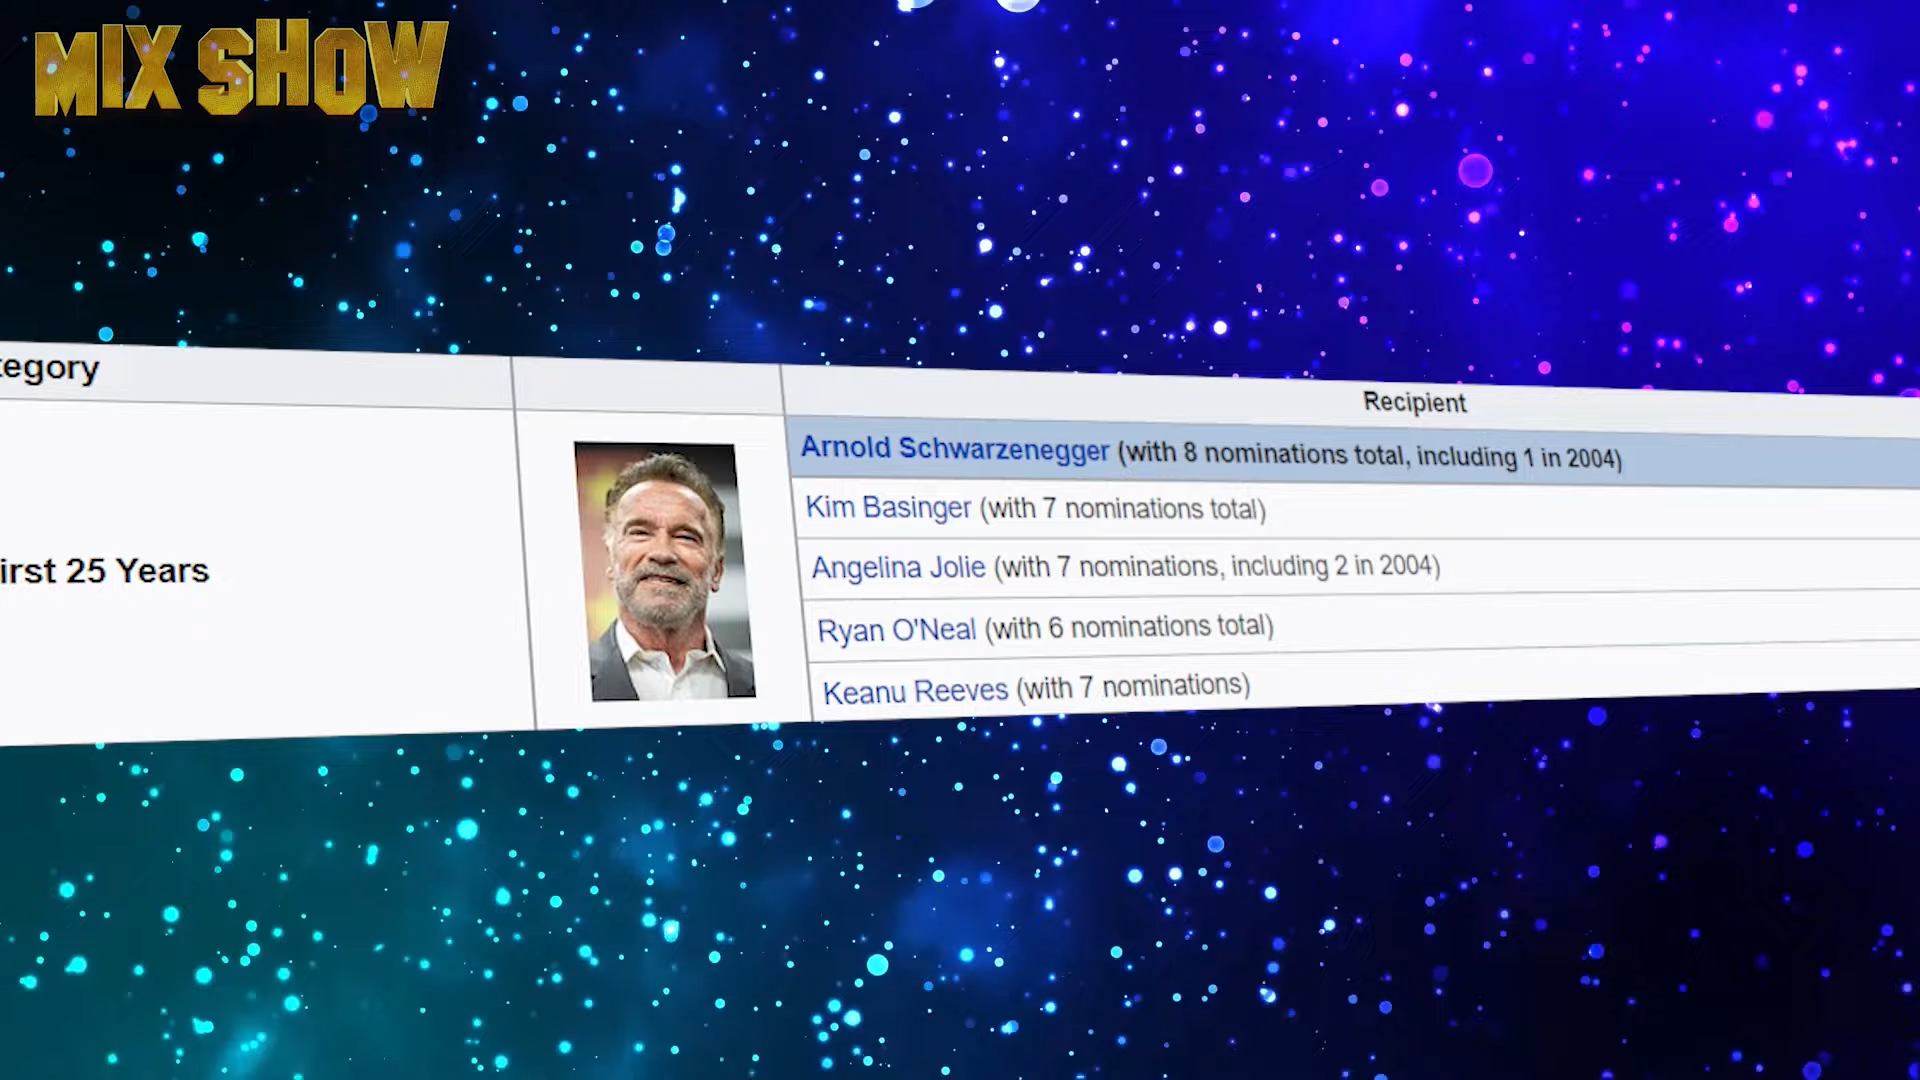 MIX SHOW
tegory
Recipient
irst 25 Years
Arnold Schwarzenegger (with 8 nominations total, including 1 in 2004)
Kim Basinger (with 7 nominations total)
Angelina Jolie (with 7 nominations, including 2 in 2004)
Ryan O'Neal (with 6 nominations total)
Keanu Reeves (with 7 nominations)